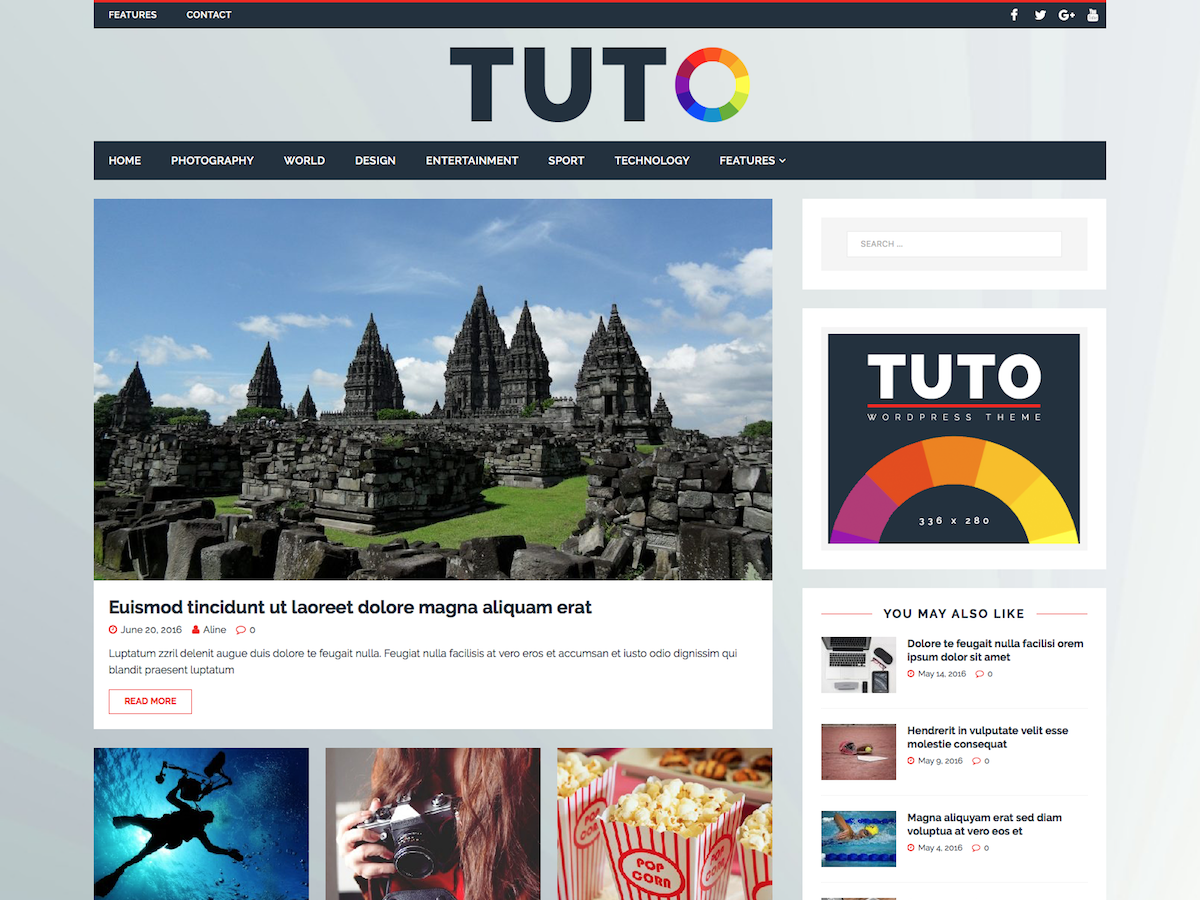 FEATURES CONTACT
TUTO
HOME PHOTOGRAPHY WORLD DESIGN ENTERTAINMENT SPORT TECHNOLOGY FEATURES
Euismod tincidunt ut laoreet dolore magna aliquam erat
June 20, 2016 Aline 0
Luptatum zzril delenit augue duis dolore te feugait nulla. Feugiat nulla facilisis at vero eros et accumsan et iusto odio dignissim qui
blandit praesent luptatum
READ MORE
POP
CORN
POP
CORN
POP
CORN
SEARCH ...
TUTO
WORDPRESS THEME
336 x 280
YOU MAY ALSO LIKE
Dolore te feugait nulla facilisi orem
ipsum dolor sit amet
May 14, 2016 0
Hendrerit in vulputate velit esse
molestie consequat
May 9, 2016 0
Magna aliquyam erat sed diam
voluptua at vero eos et
May 4, 2016 0